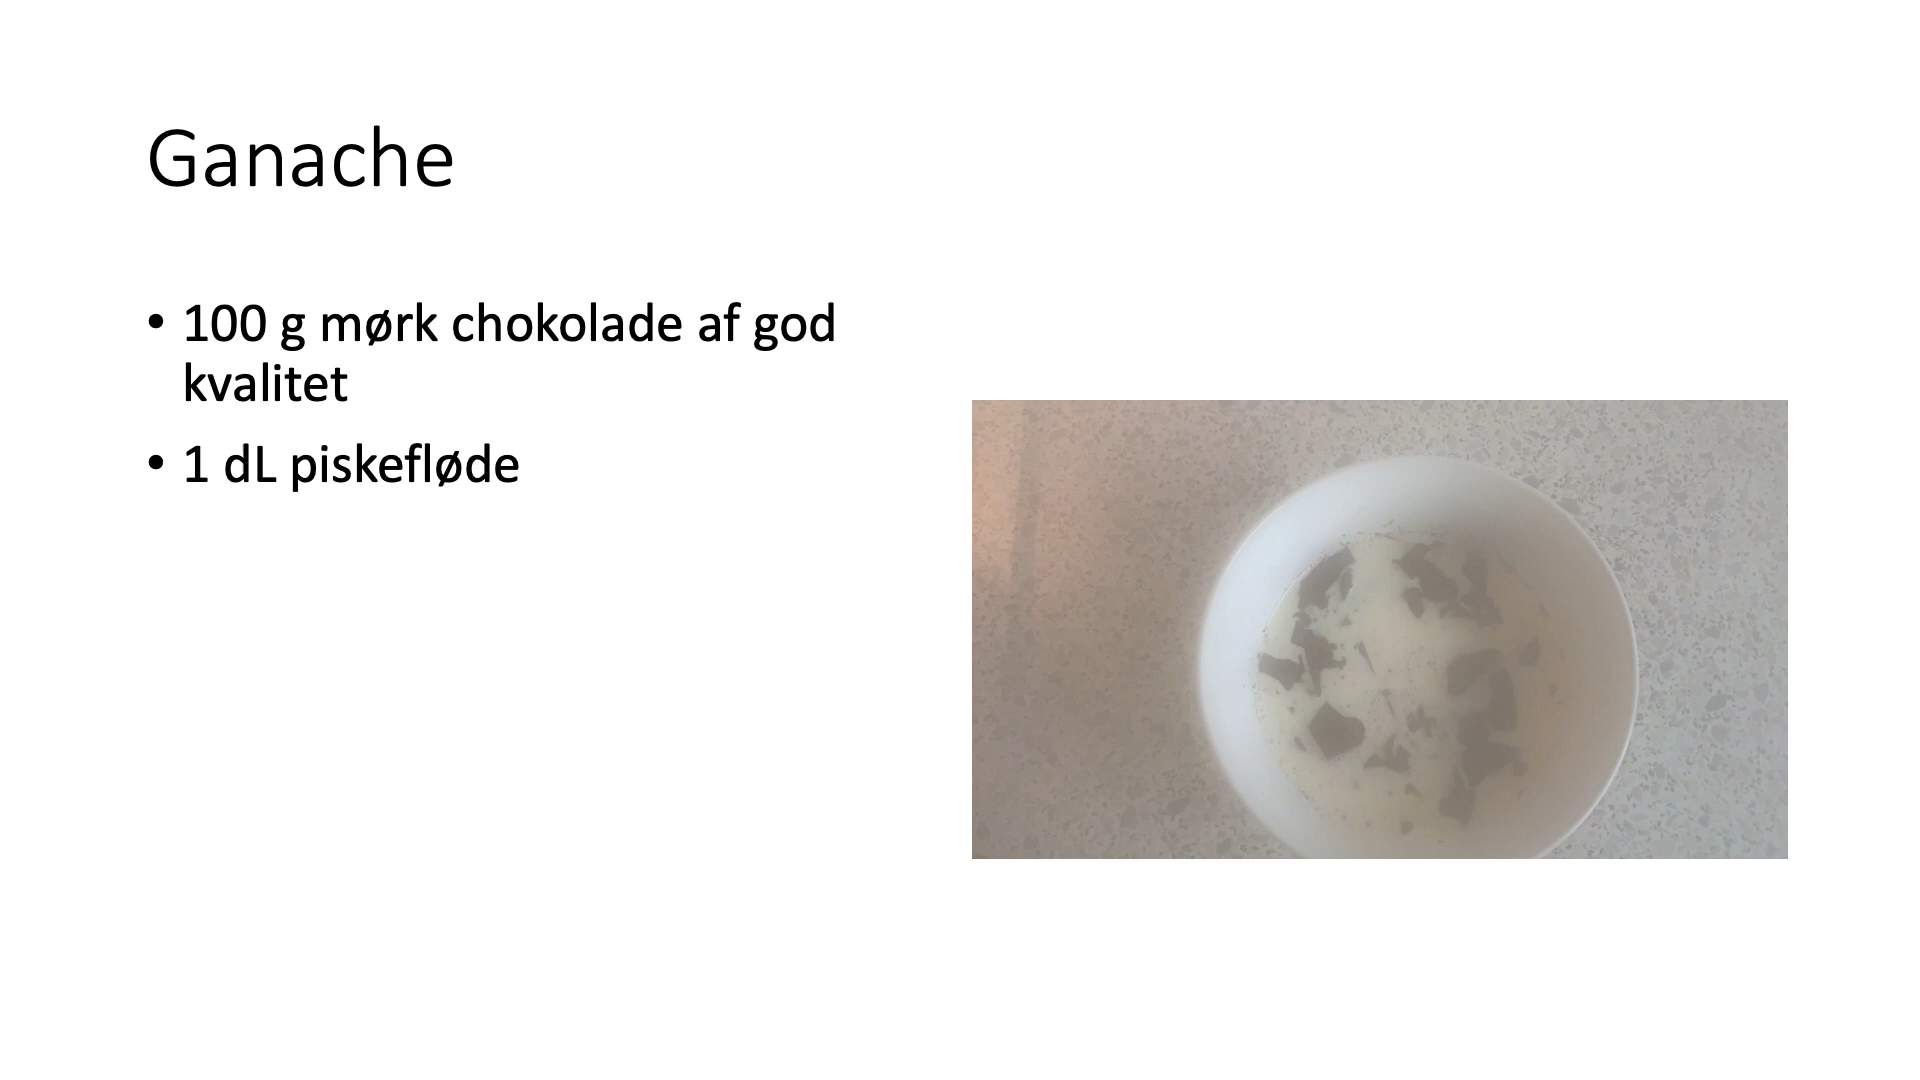 Ganache
• 100 g mørk chokolade af god
kvalitet
• 1 dL piskefløde